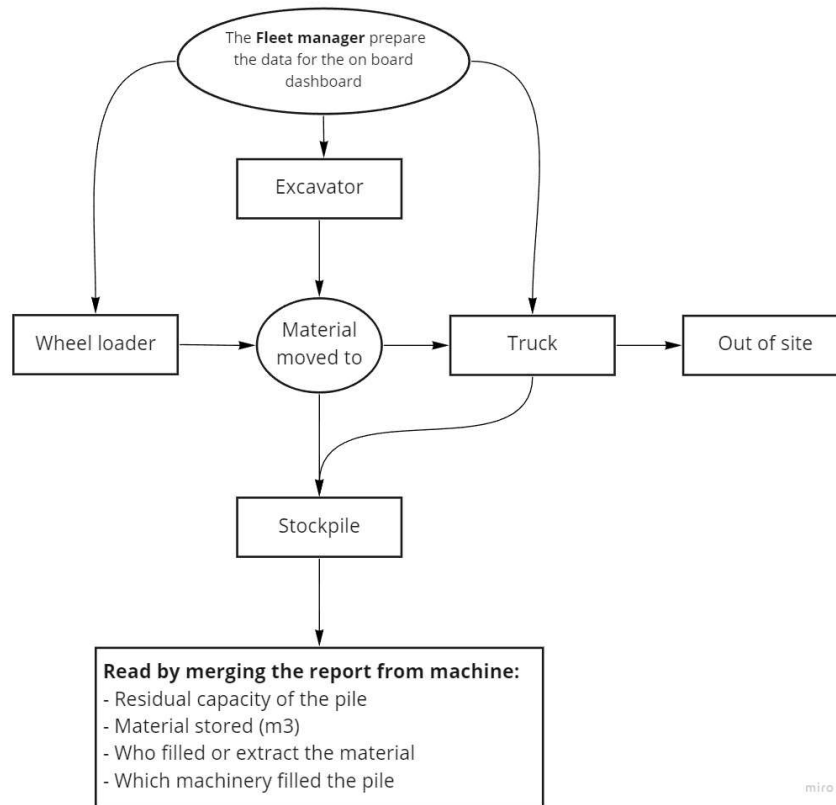 The Fleet manager prepare
the data for the on board
dashboard
Excavator
Wheel loader
Material
moved to
Truck
Out of site
Stockpile
Read by merging the report from machine:
- Residual capacity of the pile
- Material stored (m3)
- Who filled or extract the material
- Which machinery filled the pile
miro